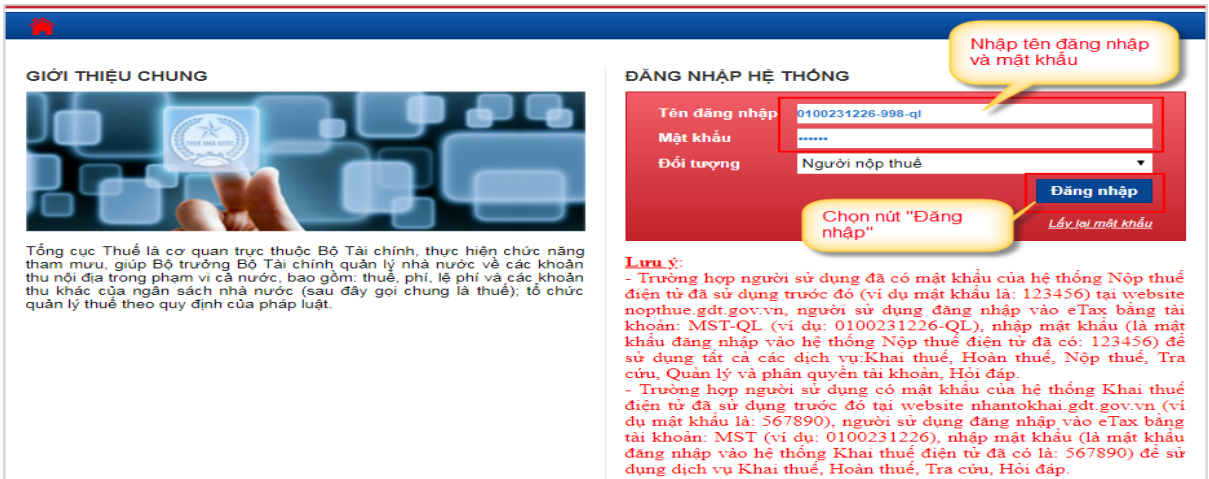 Nhập tên đăng nhập
và mật khẩu
GIỚI THIỆU CHUNG
THUẾ NHÀ NƯỚC
Tổng cục Thuế là cơ quan trực thuộc Bộ Tài chính, thực hiện chức năng
tham mưu, giúp Bộ trưởng Bộ Tài chính quản lý nhà nước về các khoản
thu nội địa trong phạm vi cả nước, bao gồm: thuế, phí, lệ phí và các khoản
thu khác của ngân sách nhà nước (sau đây gọi chung là thuế); tổ chức
quản lý thuế theo quy định của pháp luật.
ĐĂNG NHẬP HỆ THỐNG
Tên đăng nhập 0100231226-998-ql
Mật khẩu ••••••
Đối tượng Người nộp thuế
Đăng nhập
Chọn nút "Đăng
nhập"
Lấy lại mật khẩu
Lưu ý:
- Trường hợp người sử dụng đã có mật khẩu của hệ thống Nộp thuế
điện tử đã sử dụng trước đó (ví dụ mật khẩu là: 123456) tại website
nopthue.gdt.gov.vn, người sử dụng đăng nhập vào eTax bằng tài
khoản: MST-QL (ví dụ: 0100231226-QL), nhập mật khẩu (là mật
khẩu đăng nhập vào hệ thống Nộp thuế điện tử đã có: 123456) để
sử dụng tất cả các dịch vụ:Khai thuế, Hoàn thuế, Nộp thuế, Tra
cứu, Quản lý và phân quyền tài khoản, Hỏi đáp.
- Trường hợp người sử dụng có mật khẩu của hệ thống Khai thuế
điện tử đã sử dụng trước đó tại website nhantokhai.gdt.gov.vn (ví
dụ mật khẩu là: 567890), người sử dụng đăng nhập vào eTax bằng
tài khoản: MST (ví dụ: 0100231226), nhập mật khẩu (là mật khẩu
đăng nhập vào hệ thống Khai thuế điện tử đã có là: 567890) để sử
dụng dịch vụ Khai thuế, Hoàn thuế, Tra cứu, Hỏi đáp.